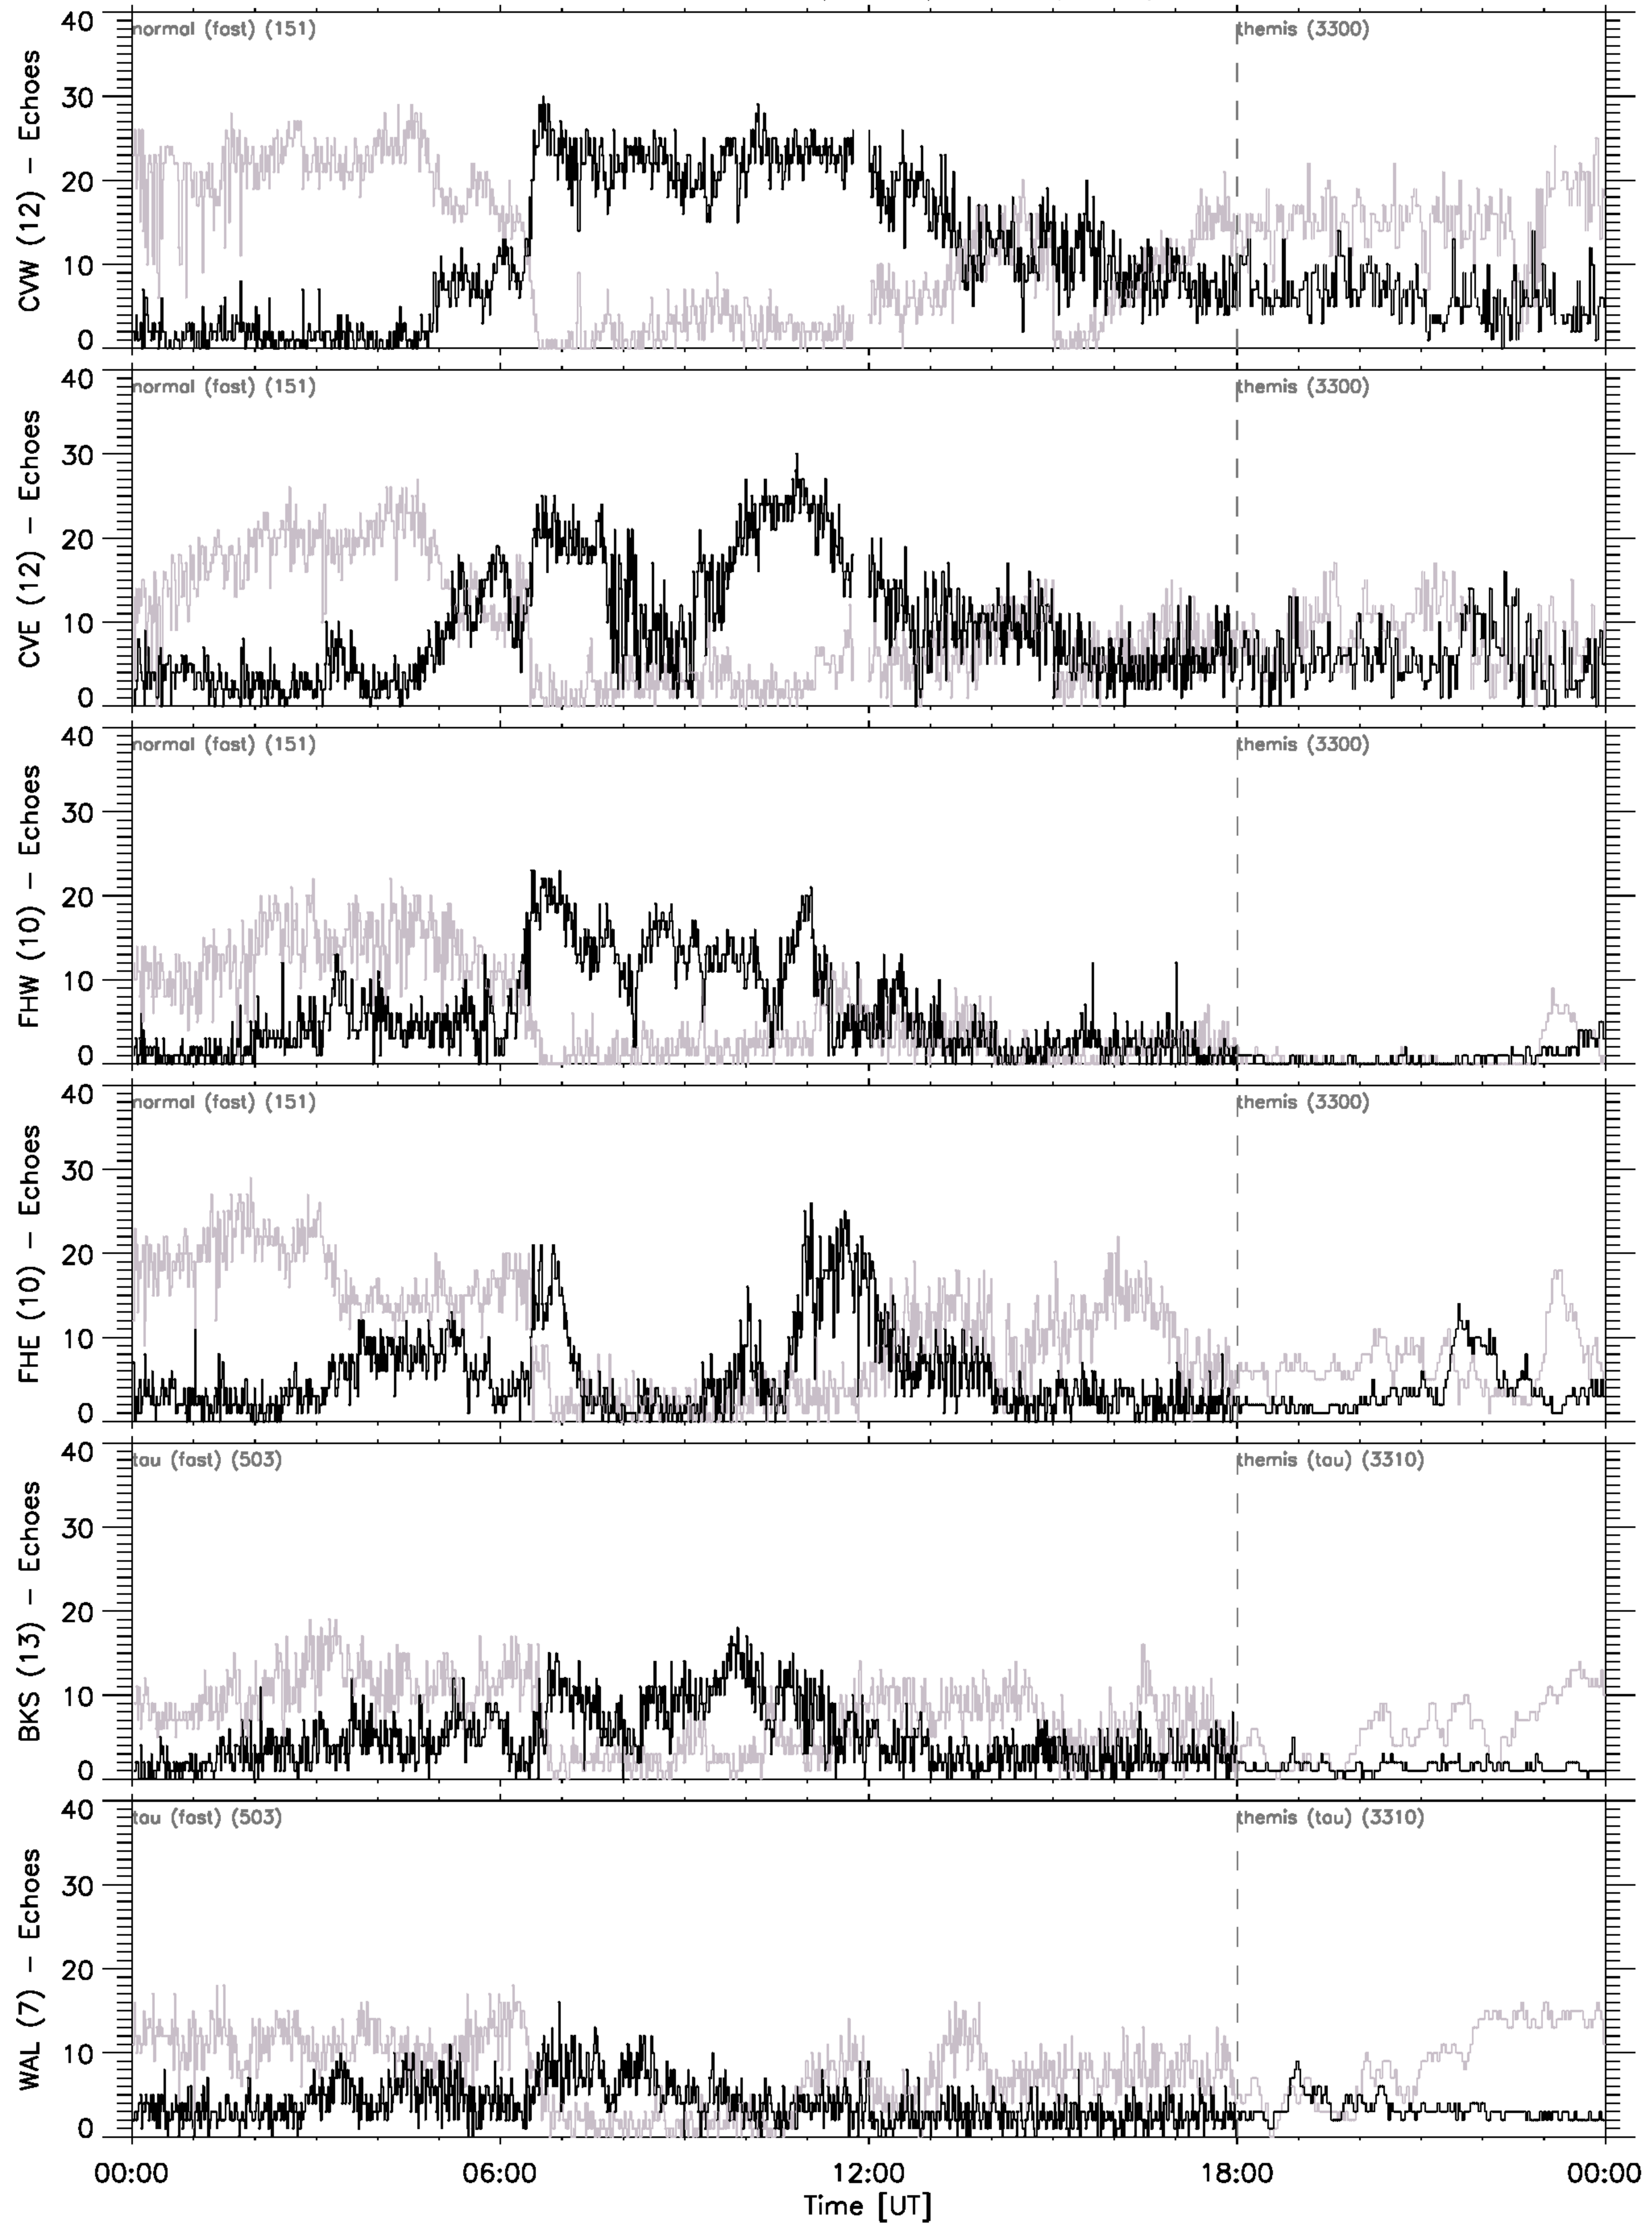 normal (fast) (151) themis (3300)
40
30
20
10
0
CVW (12) – Echoes
normal (fast) (151) themis (3300)
40
30
20
10
0
CVE (12) – Echoes
normal (fast) (151) themis (3300)
40
30
20
10
0
FHW (10) – Echoes
normal (fast) (151) themis (3300)
40
30
20
10
0
FHE (10) – Echoes
tau (fast) (503) themis (tau) (3310)
40
30
20
10
0
BKS (13) – Echoes
tau (fast) (503) themis (tau) (3310)
40
30
20
10
0
WAL (7) – Echoes
00:00 06:00 12:00 18:00 00:00
Time [UT]